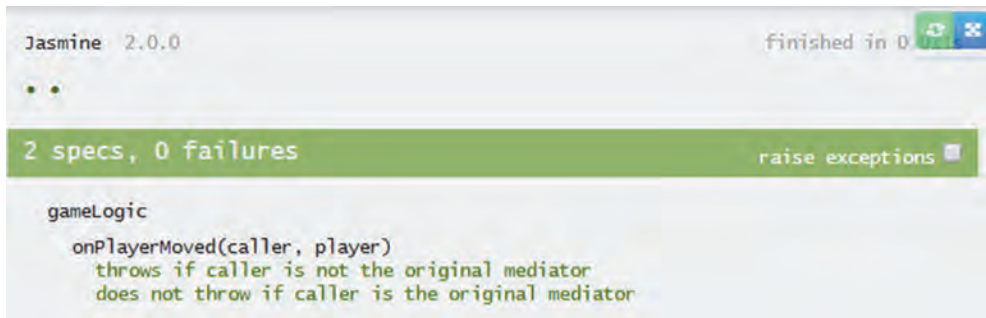 Jasmine 2.0.0
finished in 0
2 specs, 0 failures
raise exceptions
gameLogic
onPlayerMoved(caller, player)
throws if caller is not the original mediator
does not throw if caller is the original mediator